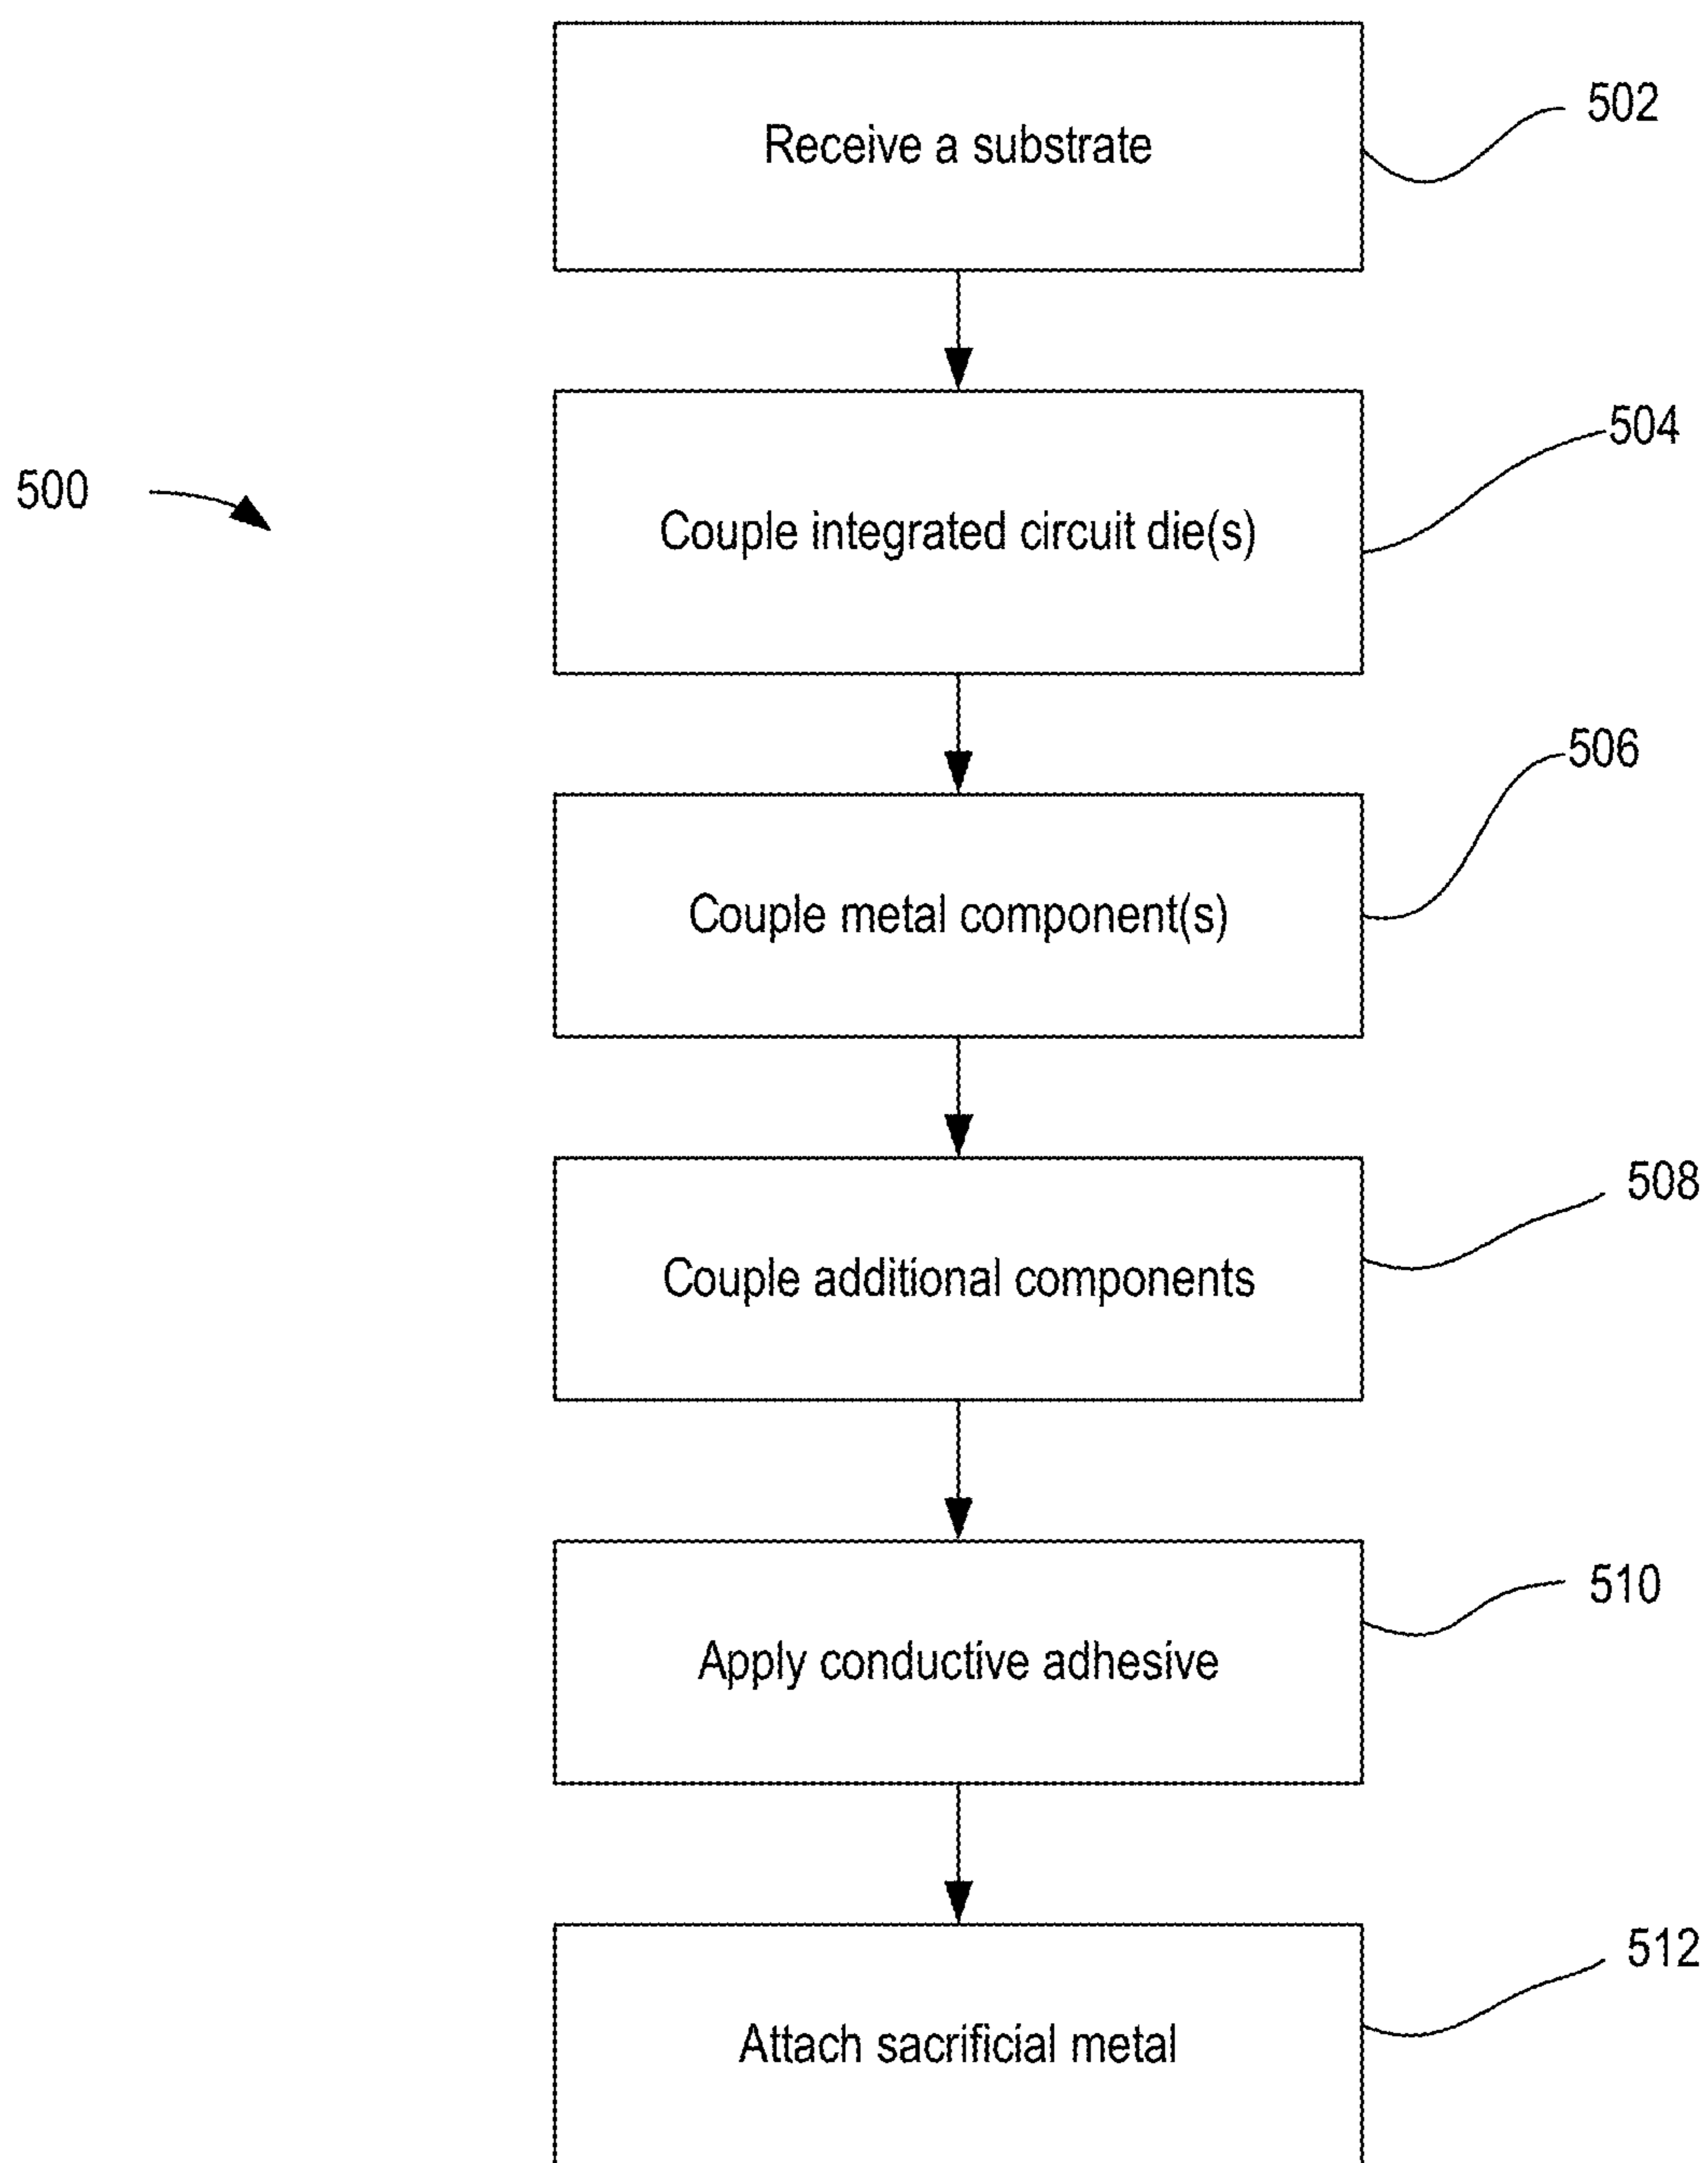 Receive a substrate
502
500
Couple integrated circuit die(s)
504
Couple metal component(s)
506
Couple additional components
508
Apply conductive adhesive
510
Attach sacrificial metal
512